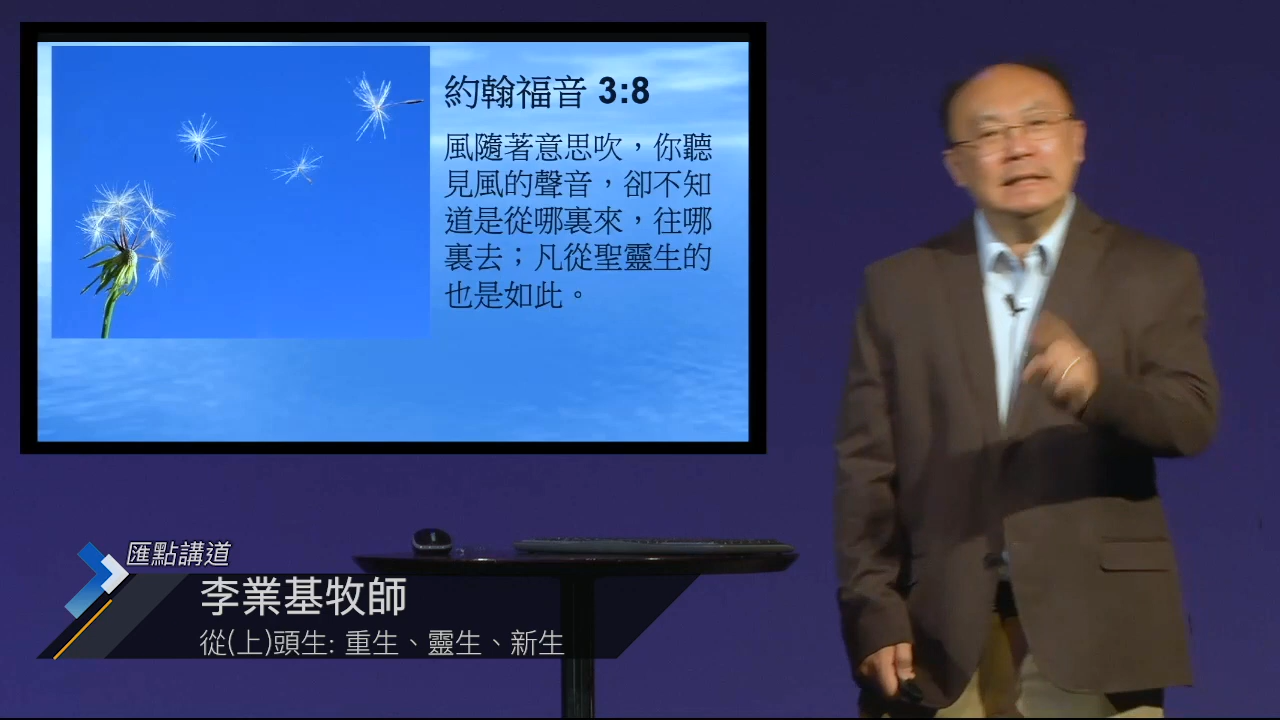 約翰福音 3:8
風隨著意思吹，你聽
見風的聲音，卻不知
道是從哪裏來，往哪
裏去；凡從聖靈生的
也是如此。
匯點講道
李業基牧師
從(上)頭生: 重生、靈生、新生